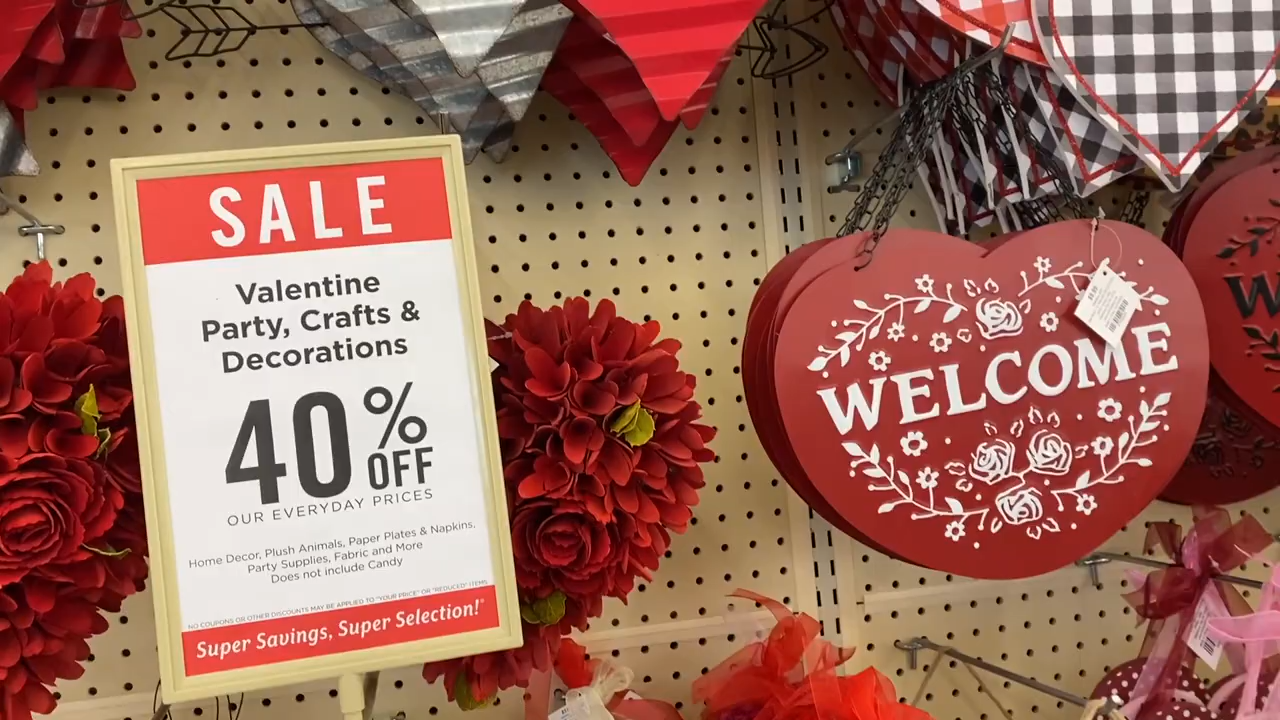 SALE
Valentine
Party, Crafts &
Decorations
40% OFF
OUR EVERYDAY PRICES
Home Decor, Plush Animals, Paper Plates & Napkins,
Party Supplies, Fabric and More
Does not include Candy
NO COUPONS OR OTHER DISCOUNTS MAY BE APPLIED TO "YOUR PRICE" OR "REDUCED" ITEMS
Super Savings, Super Selection!®
WELCOME
W